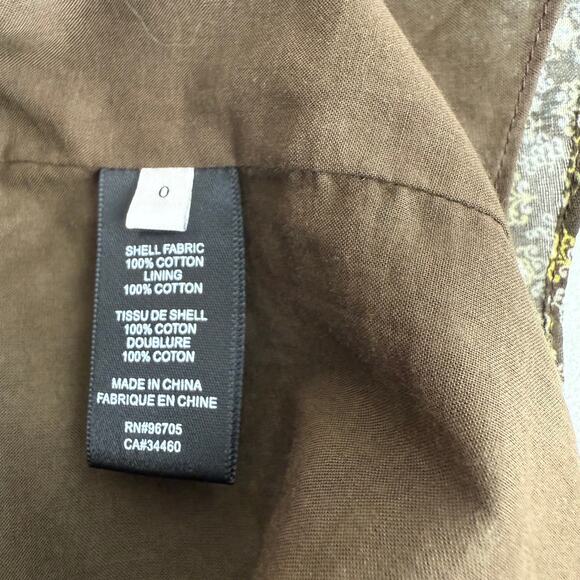 0
SHELL FABRIC
100% COTTON
LINING
100% COTTON
TISSU DE SHELL
100% COTON
DOUBLURE
100% COTON
MADE IN CHINA
FABRIQUE EN CHINE
RN#96705
CA#34460